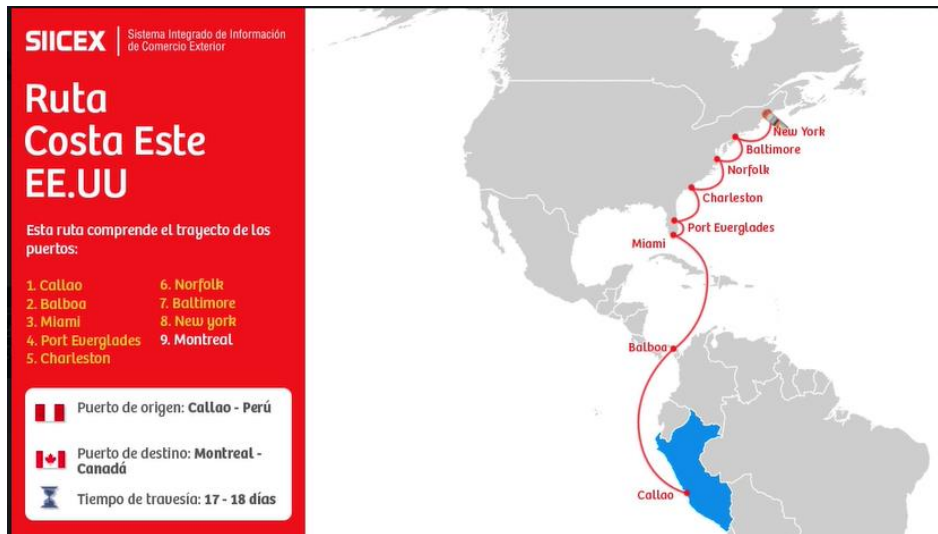 SIICEX
Sistema Integrado de Información
de Comercio Exterior
Ruta
Costa Este
EE.UU
Esta ruta comprende el trayecto de los
puertos:
1. Callao
2. Balboa
3. Miami
4. Port Everglades
5. Charleston
6. Norfolk
7. Baltimore
8. New york
9. Montreal
Puerto de origen: Callao - Perú
Puerto de destino: Montreal -
Canadá
Tiempo de travesía: 17 - 18 días
New York
Baltimore
Norfolk
Charleston
Port Everglades
Miami
Balboa
Callao